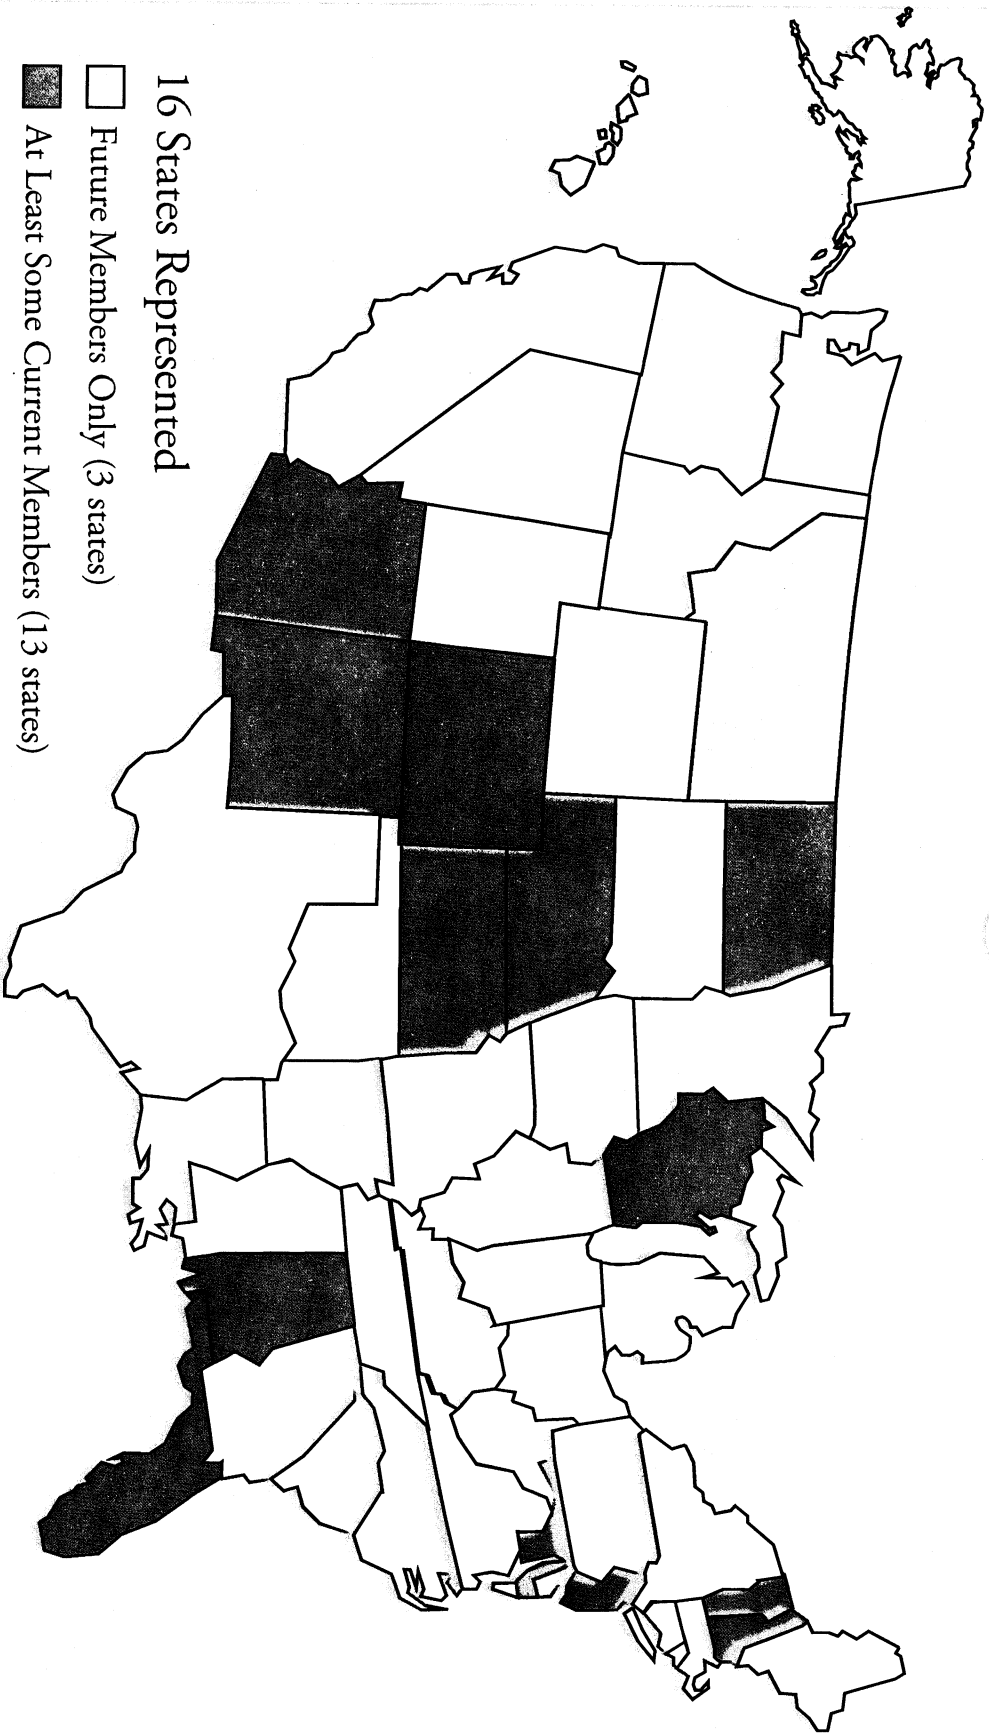 16 States Represented
Future Members Only (3 states)
At Least Some Current Members (13 states)